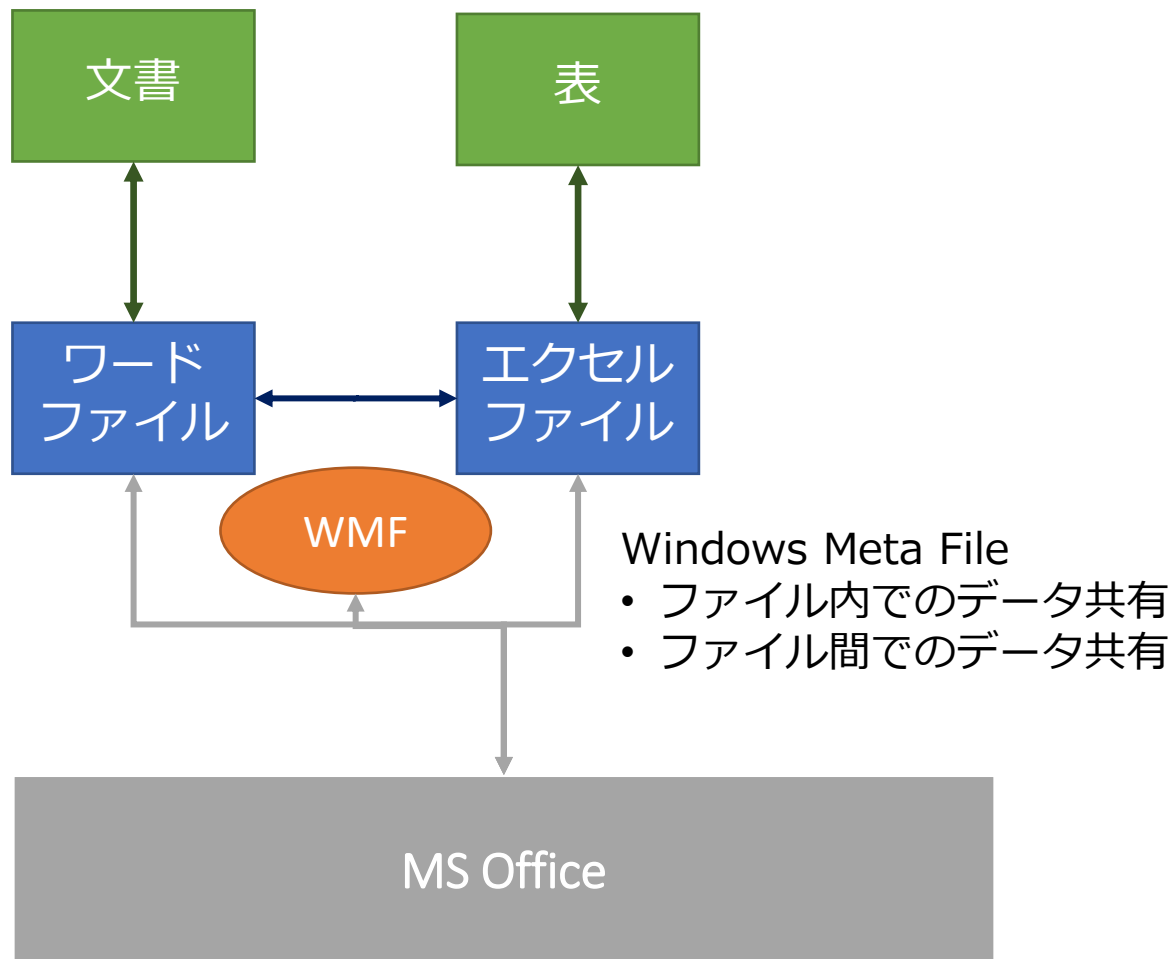 文書
表
ワード
ファイル
エクセル
ファイル
WMF
Windows Meta File
• ファイル内でのデータ共有
• ファイル間でのデータ共有
MS Office